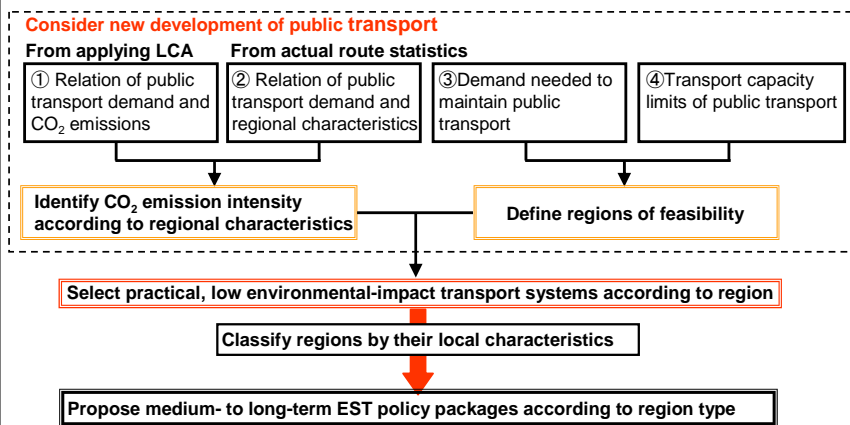 Consider new development of public transport
From applying LCA
From actual route statistics
① Relation of public
transport demand and
CO₂ emissions
② Relation of public
transport demand and
regional characteristics
③Demand needed to
maintain public
transport
④Transport capacity
limits of public transport
Identify CO₂ emission intensity
according to regional characteristics
Define regions of feasibility
Select practical, low environmental-impact transport systems according to region
Classify regions by their local characteristics
Propose medium- to long-term EST policy packages according to region type